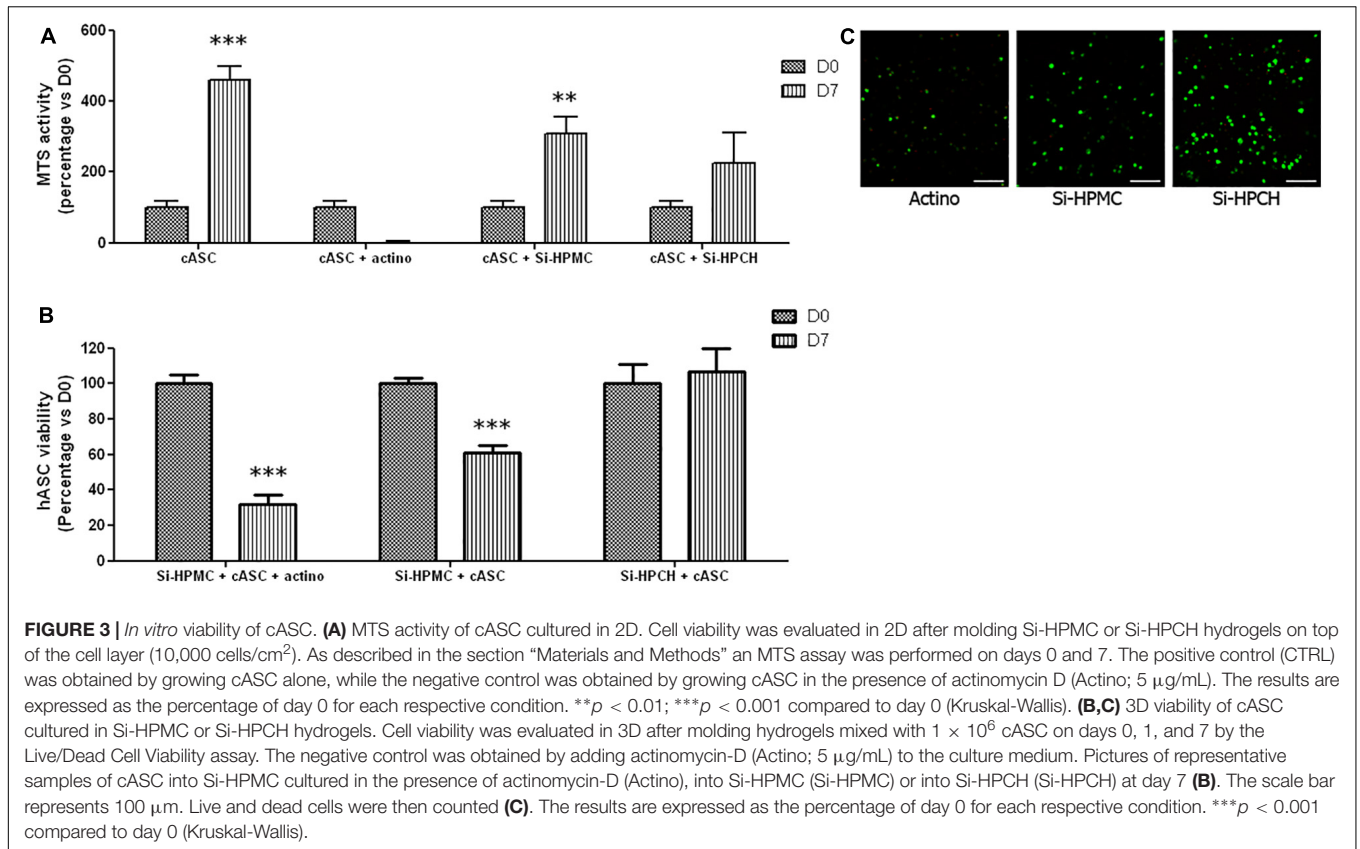 A
600
400
200
0
MTS activity
(percentage vs D0)
***
**
D0
D7
cASC
cASC + actino
cASC + Si-HPMC
cASC + Si-HPCH
C
Actino
Si-HPMC
Si-HPCH
B
120
100
80
60
40
20
0
hASC viability
(Percentage vs D0)
***
***
D0
D7
Si-HPMC + cASC + actino
Si-HPMC + cASC
Si-HPCH + cASC
FIGURE 3 | In vitro viability of cASC. (A) MTS activity of cASC cultured in 2D. Cell viability was evaluated in 2D after molding Si-HPMC or Si-HPCH hydrogels on top
of the cell layer (10,000 cells/cm²). As described in the section “Materials and Methods” an MTS assay was performed on days 0 and 7. The positive control (CTRL)
was obtained by growing cASC alone, while the negative control was obtained by growing cASC in the presence of actinomycin D (Actino; 5 μg/mL). The results are
expressed as the percentage of day 0 for each respective condition. **p < 0.01; ***p < 0.001 compared to day 0 (Kruskal-Wallis). (B,C) 3D viability of cASC
cultured in Si-HPMC or Si-HPCH hydrogels. Cell viability was evaluated in 3D after molding hydrogels mixed with 1 × 10⁶ cASC on days 0, 1, and 7 by the
Live/Dead Cell Viability assay. The negative control was obtained by adding actinomycin-D (Actino; 5 μg/mL) to the culture medium. Pictures of representative
samples of cASC into Si-HPMC cultured in the presence of actinomycin-D (Actino), into Si-HPMC (Si-HPMC) or into Si-HPCH (Si-HPCH) at day 7 (B). The scale bar
represents 100 μm. Live and dead cells were then counted (C). The results are expressed as the percentage of day 0 for each respective condition. ***p < 0.001
compared to day 0 (Kruskal-Wallis).